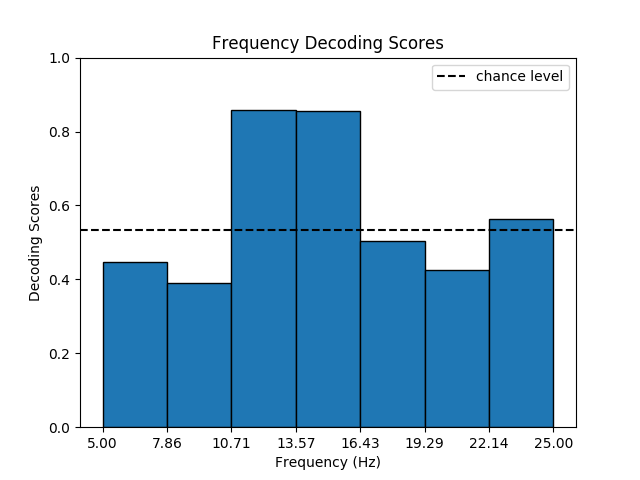 Frequency Decoding Scores
1.0
chance level
0.8
0.6
Decoding Scores
0.4
0.2
0.0
5.00 7.86 10.71 13.57 16.43 19.29 22.14 25.00
Frequency (Hz)